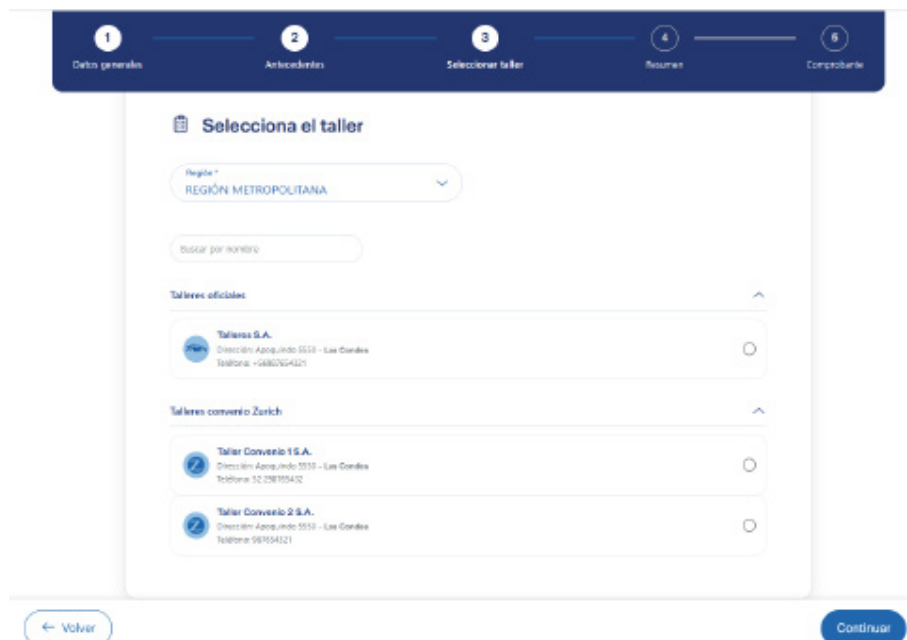 1
Datos generales
2
Antecedentes
3
Seleccionar taller
4
Resumen
5
Comprobante
Selecciona el taller
Región *
REGIÓN METROPOLITANA
Buscar por nombre
Talleres oficiales
Talleres S.A.
Dirección: Apoquindo 5550 - Las Condes
Teléfono: +56987654321
Talleres convenio Zurich
Taller Convenio 1 S.A.
Dirección: Apoquindo 5550 - Las Condes
Teléfono:
Taller Convenio 2 S.A.
Dirección: Apoquindo 5550 - Las Condes
Teléfono: 987654321
← Volver
Continuar